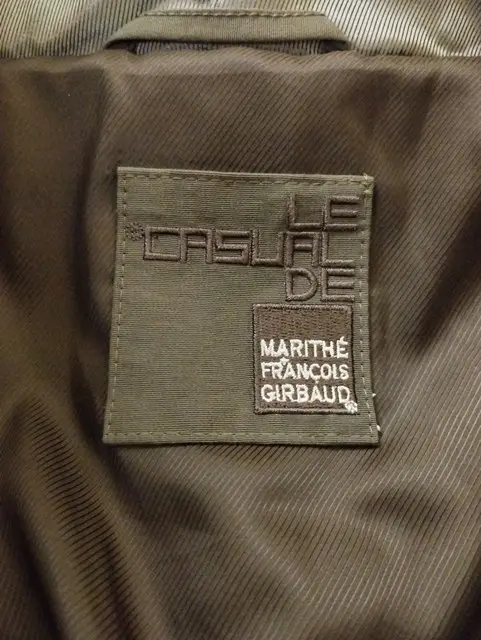 LE
*CASUAL
DE
MARITHÉ
+
FRANÇOIS
GIRBAUD